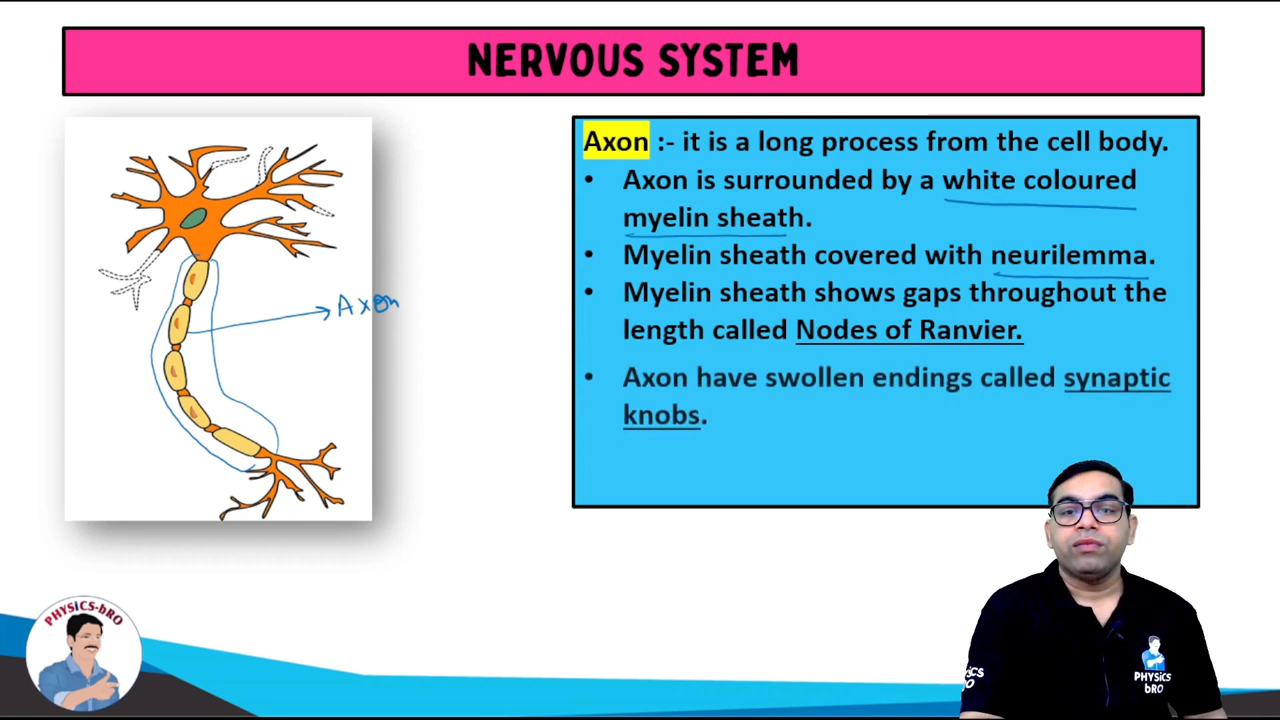 NERVOUS SYSTEM
Axon :- it is a long process from the cell body.
• Axon is surrounded by a white coloured
myelin sheath.
• Myelin sheath covered with neurilemma.
• Myelin sheath shows gaps throughout the
length called Nodes of Ranvier.
• Axon have swollen endings called synaptic
knobs.
Axon
PHYSICS-bRO
PHYSICS
bRO